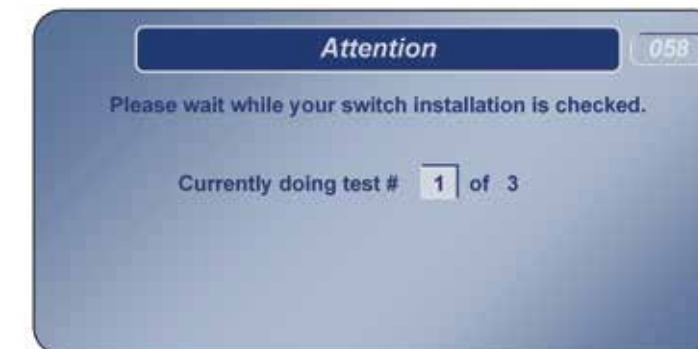 Attention
058
Please wait while your switch installation is checked.
Currently doing test # 1 of 3